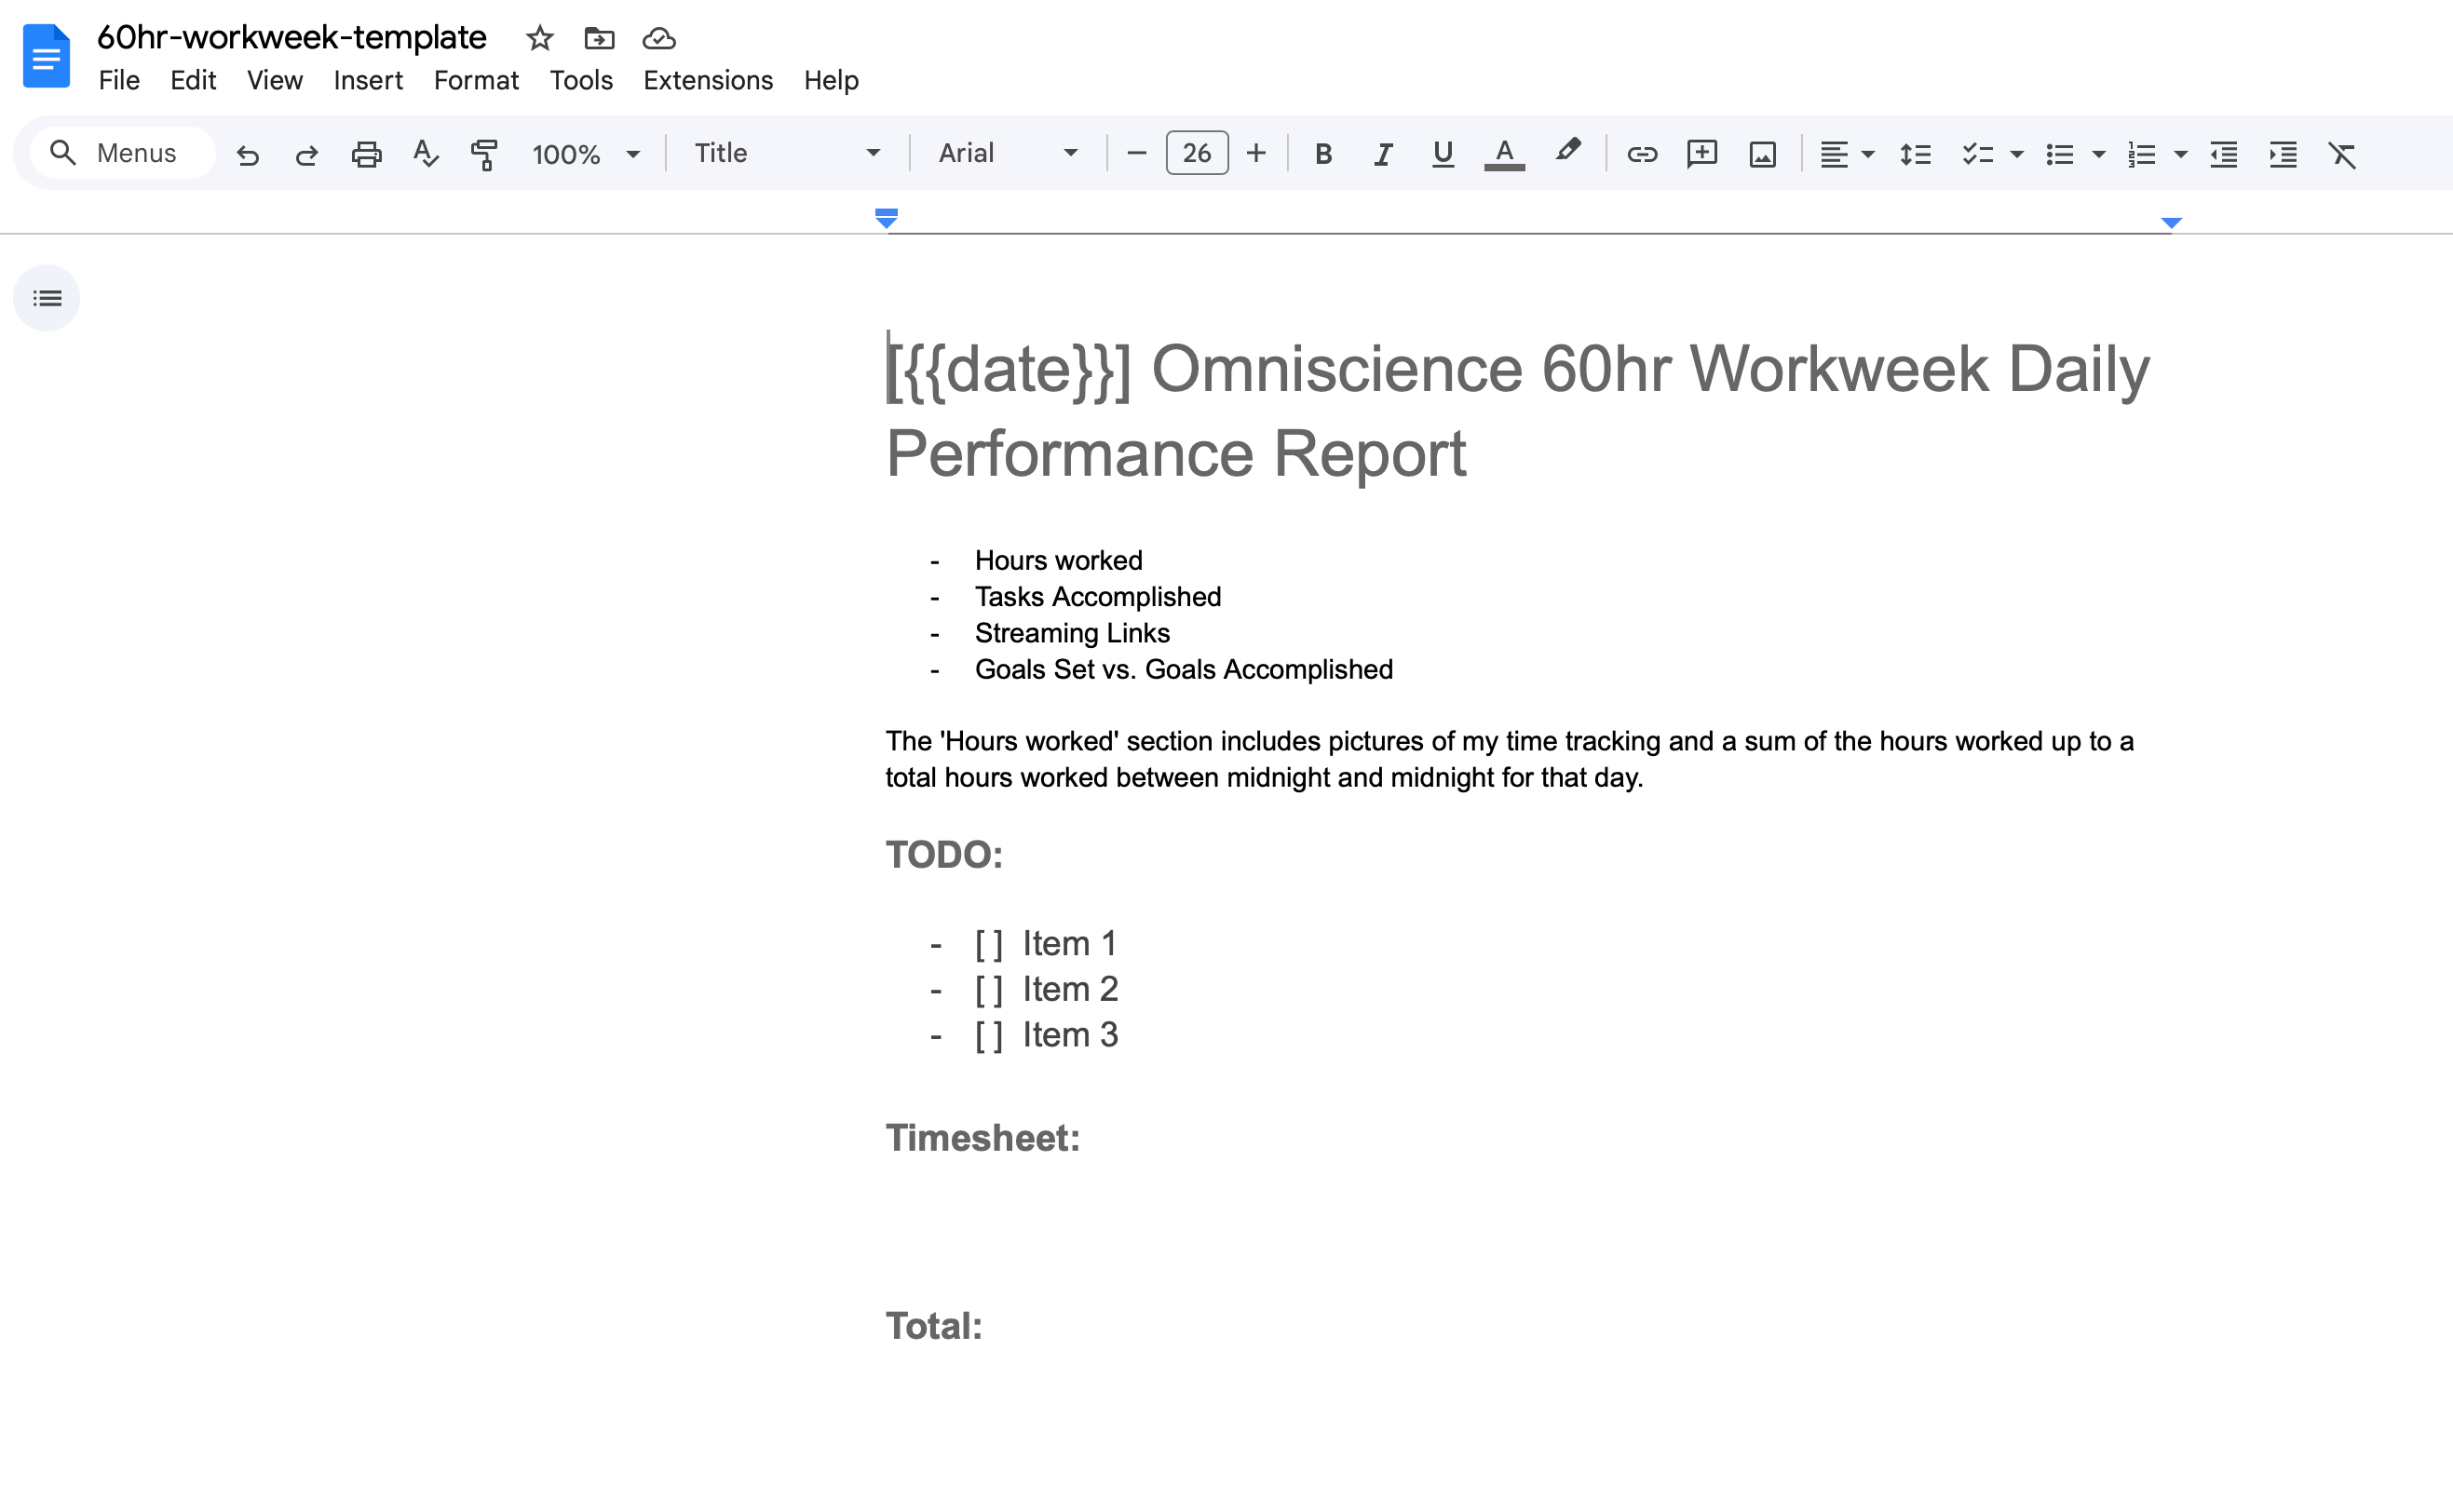 60hr-workweek-template
File Edit View Insert Format Tools Extensions Help
Menus 100% Title Arial 26 B I U A
[{{date}}] Omniscience 60hr Workweek Daily
Performance Report
- Hours worked
- Tasks Accomplished
- Streaming Links
- Goals Set vs. Goals Accomplished
The 'Hours worked' section includes pictures of my time tracking and a sum of the hours worked up to a
total hours worked between midnight and midnight for that day.
TODO:
- [ ] Item 1
- [ ] Item 2
- [ ] Item 3
Timesheet:
Total: